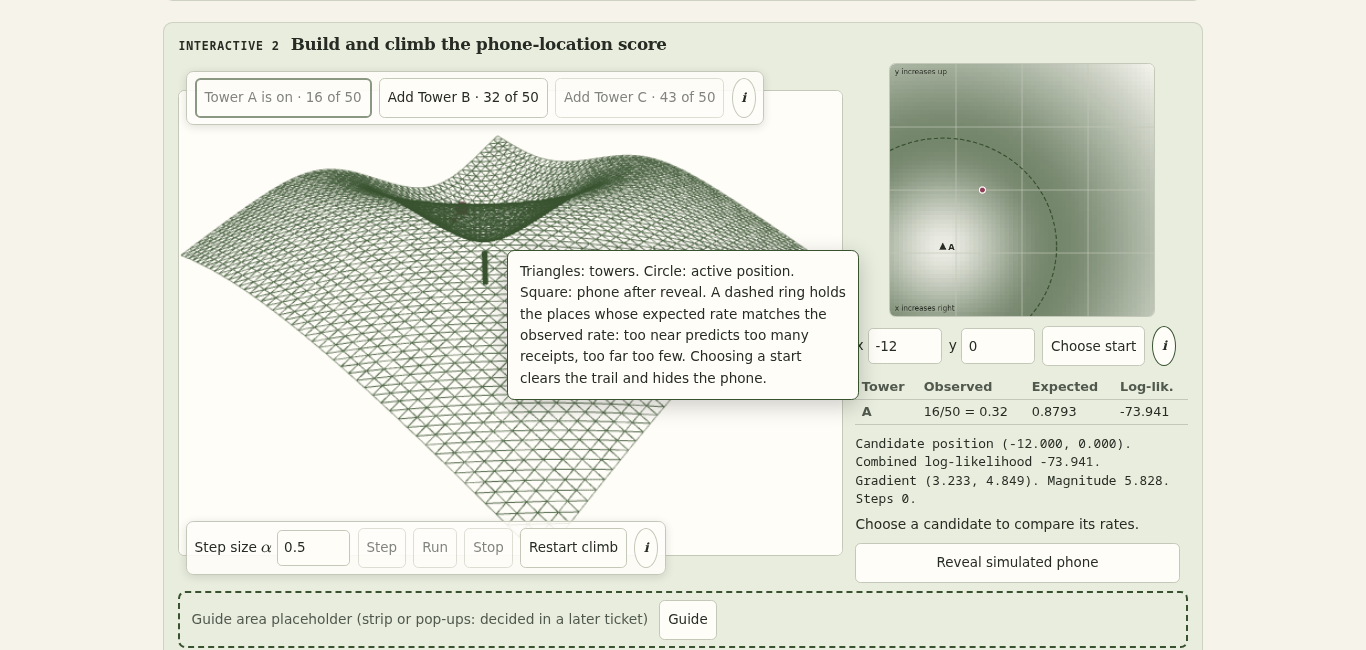 INTERACTIVE 2 Build and climb the phone-location score
Tower A is on · 16 of 50
Add Tower B · 32 of 50
Add Tower C · 43 of 50
i
y increases up
A
x increases right
Triangles: towers. Circle: active position.
Square: phone after reveal. A dashed ring holds
the places whose expected rate matches the
observed rate: too near predicts too many
receipts, too far too few. Choosing a start
clears the trail and hides the phone.
x -12 y 0 Choose start i
Tower Observed Expected Log-lik.
A 16/50 = 0.32 0.8793 -73.941
Candidate position (-12.000, 0.000).
Combined log-likelihood -73.941.
Gradient (3.233, 4.849). Magnitude 5.828.
Steps 0.
Choose a candidate to compare its rates.
Reveal simulated phone
Step size α 0.5 Step Run Stop Restart climb i
Guide area placeholder (strip or pop-ups: decided in a later ticket) Guide